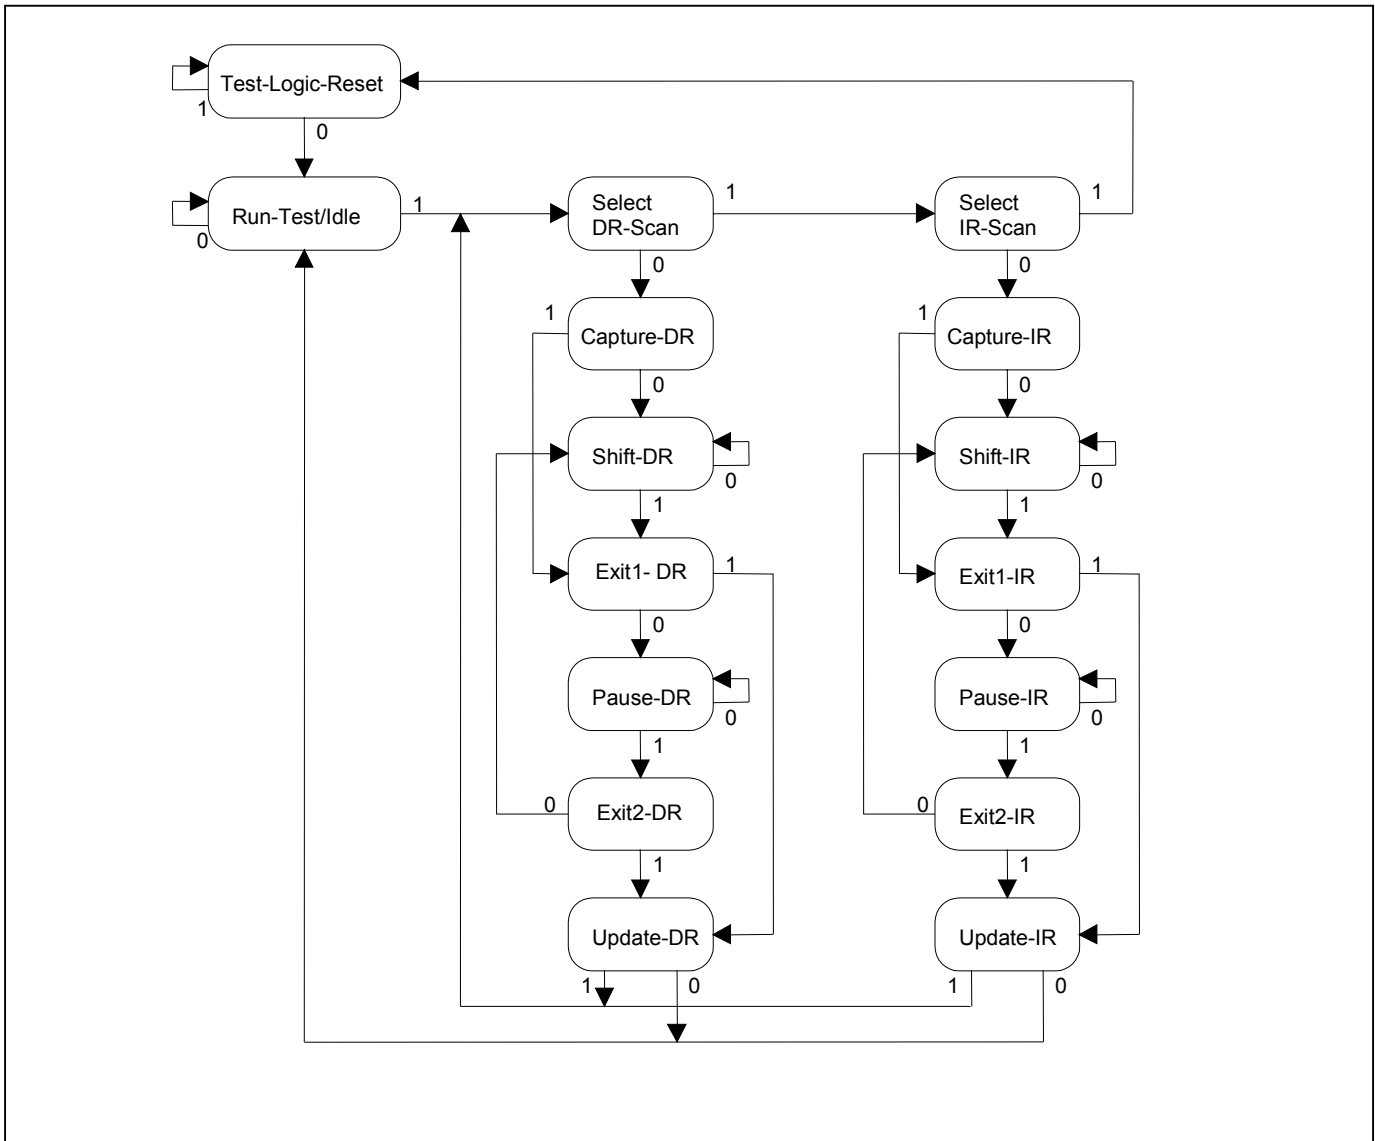 Test-Logic-Reset
1
0
Run-Test/Idle
1
0
Select
DR-Scan
1
0
Select
IR-Scan
1
0
Capture-DR
1
0
Capture-IR
1
0
Shift-DR
0
1
Shift-IR
0
1
Exit1- DR
1
0
Exit1-IR
1
0
Pause-DR
0
1
Pause-IR
0
1
Exit2-DR
0
1
Exit2-IR
0
1
Update-DR
1
0
Update-IR
1
0